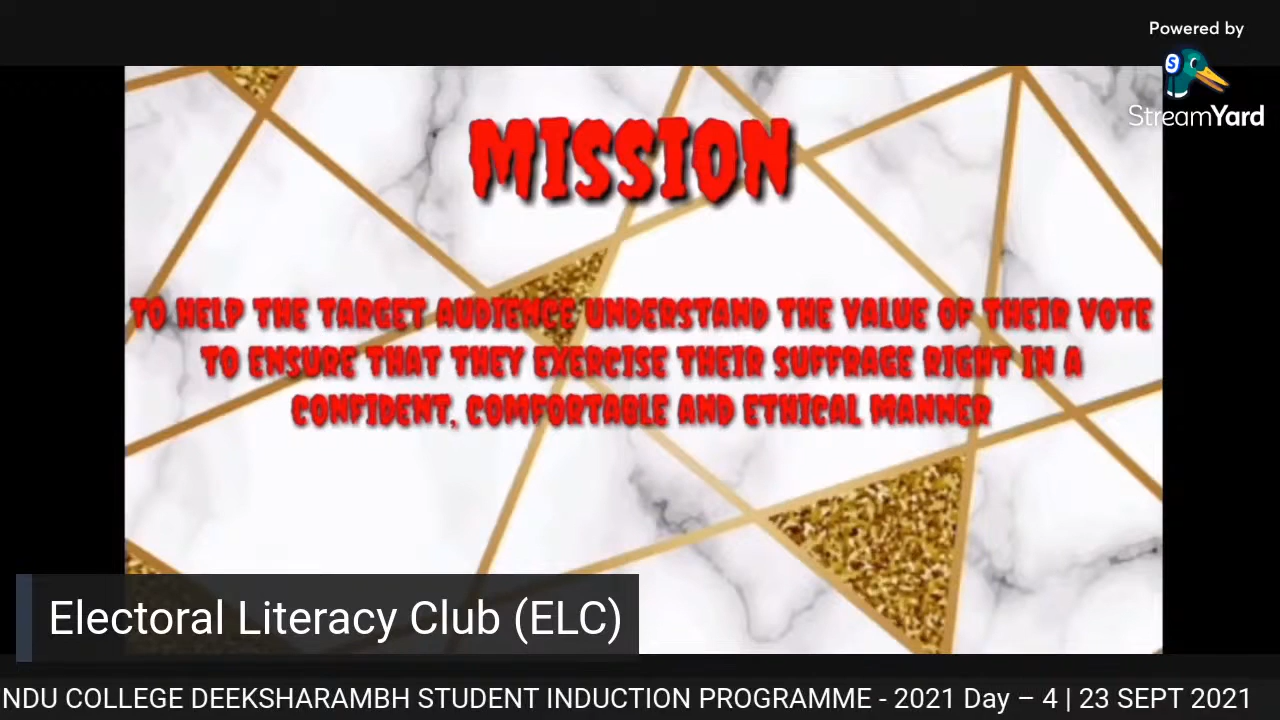 Powered by
StreamYard
MISSION
TO HELP THE TARGET AUDIENCE UNDERSTAND THE VALUE OF THEIR VOTE
TO ENSURE THAT THEY EXERCISE THEIR SUFFRAGE RIGHT IN A
CONFIDENT, COMFORTABLE AND ETHICAL MANNER
Electoral Literacy Club (ELC)
NDU COLLEGE DEEKSHARAMBH STUDENT INDUCTION PROGRAMME - 2021 Day – 4 | 23 SEPT 2021